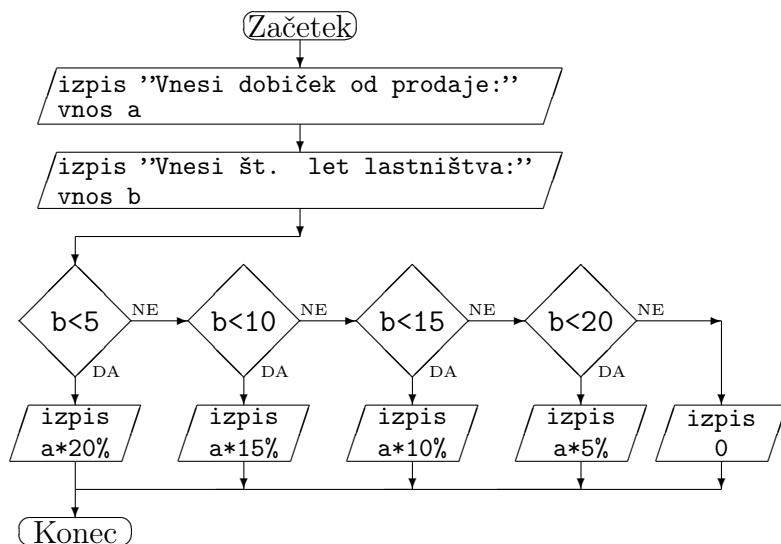 Začetek
izpis ”Vnesi dobiček od prodaje:”
vnos a
izpis ”Vnesi št. let lastništva:”
vnos b
b<5 NE b<10 NE b<15 NE b<20 NE
DA DA DA DA
izpis izpis izpis izpis izpis
a*20% a*15% a*10% a*5% 0
Konec